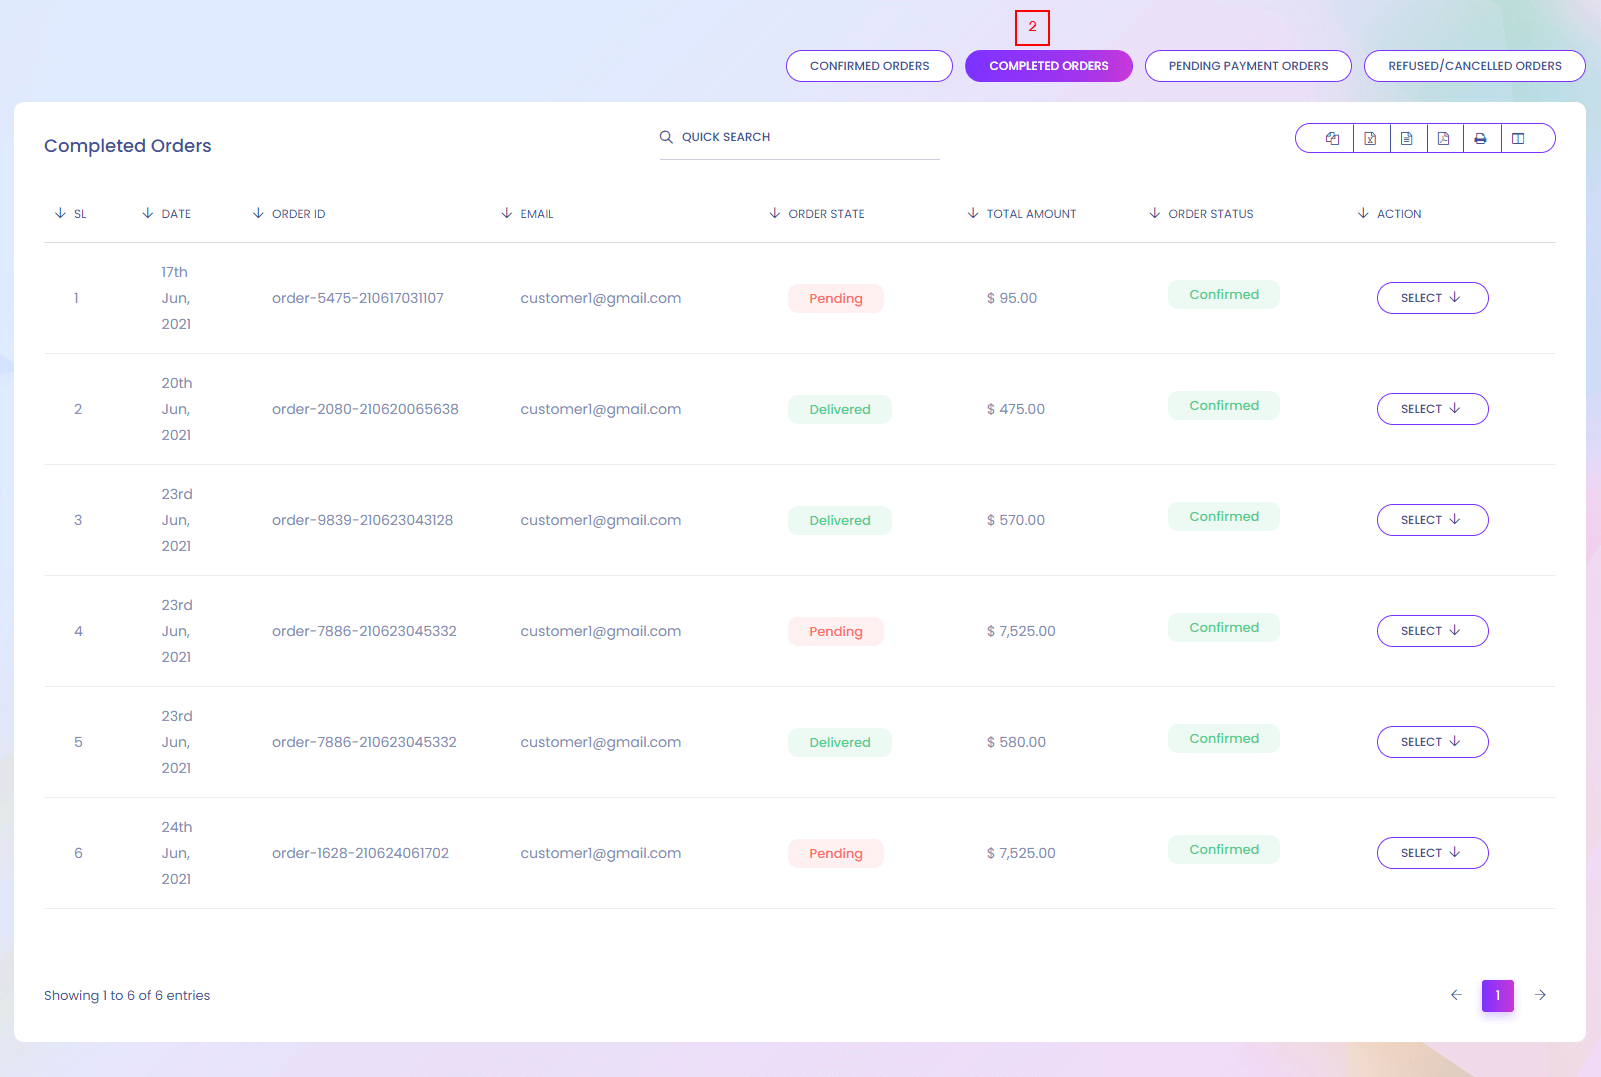 2
CONFIRMED ORDERS COMPLETED ORDERS PENDING PAYMENT ORDERS REFUSED/CANCELLED ORDERS
Completed Orders QUICK SEARCH
SL DATE ORDER ID EMAIL ORDER STATE TOTAL AMOUNT ORDER STATUS ACTION
17th
1 Jun, order-5475-210617031107 customer1@gmail.com Pending $ 95.00 Confirmed SELECT
2021
20th
2 Jun, order-2080-210620065638 customer1@gmail.com Delivered $ 475.00 Confirmed SELECT
2021
23rd
3 Jun, order-9839-210623043128 customer1@gmail.com Delivered $ 570.00 Confirmed SELECT
2021
23rd
4 Jun, order-7886-210623045332 customer1@gmail.com Pending $ 7,525.00 Confirmed SELECT
2021
23rd
5 Jun, order-7886-210623045332 customer1@gmail.com Delivered $ 580.00 Confirmed SELECT
2021
24th
6 Jun, order-1628-210624061702 customer1@gmail.com Pending $ 7,525.00 Confirmed SELECT
2021
Showing 1 to 6 of 6 entries 1